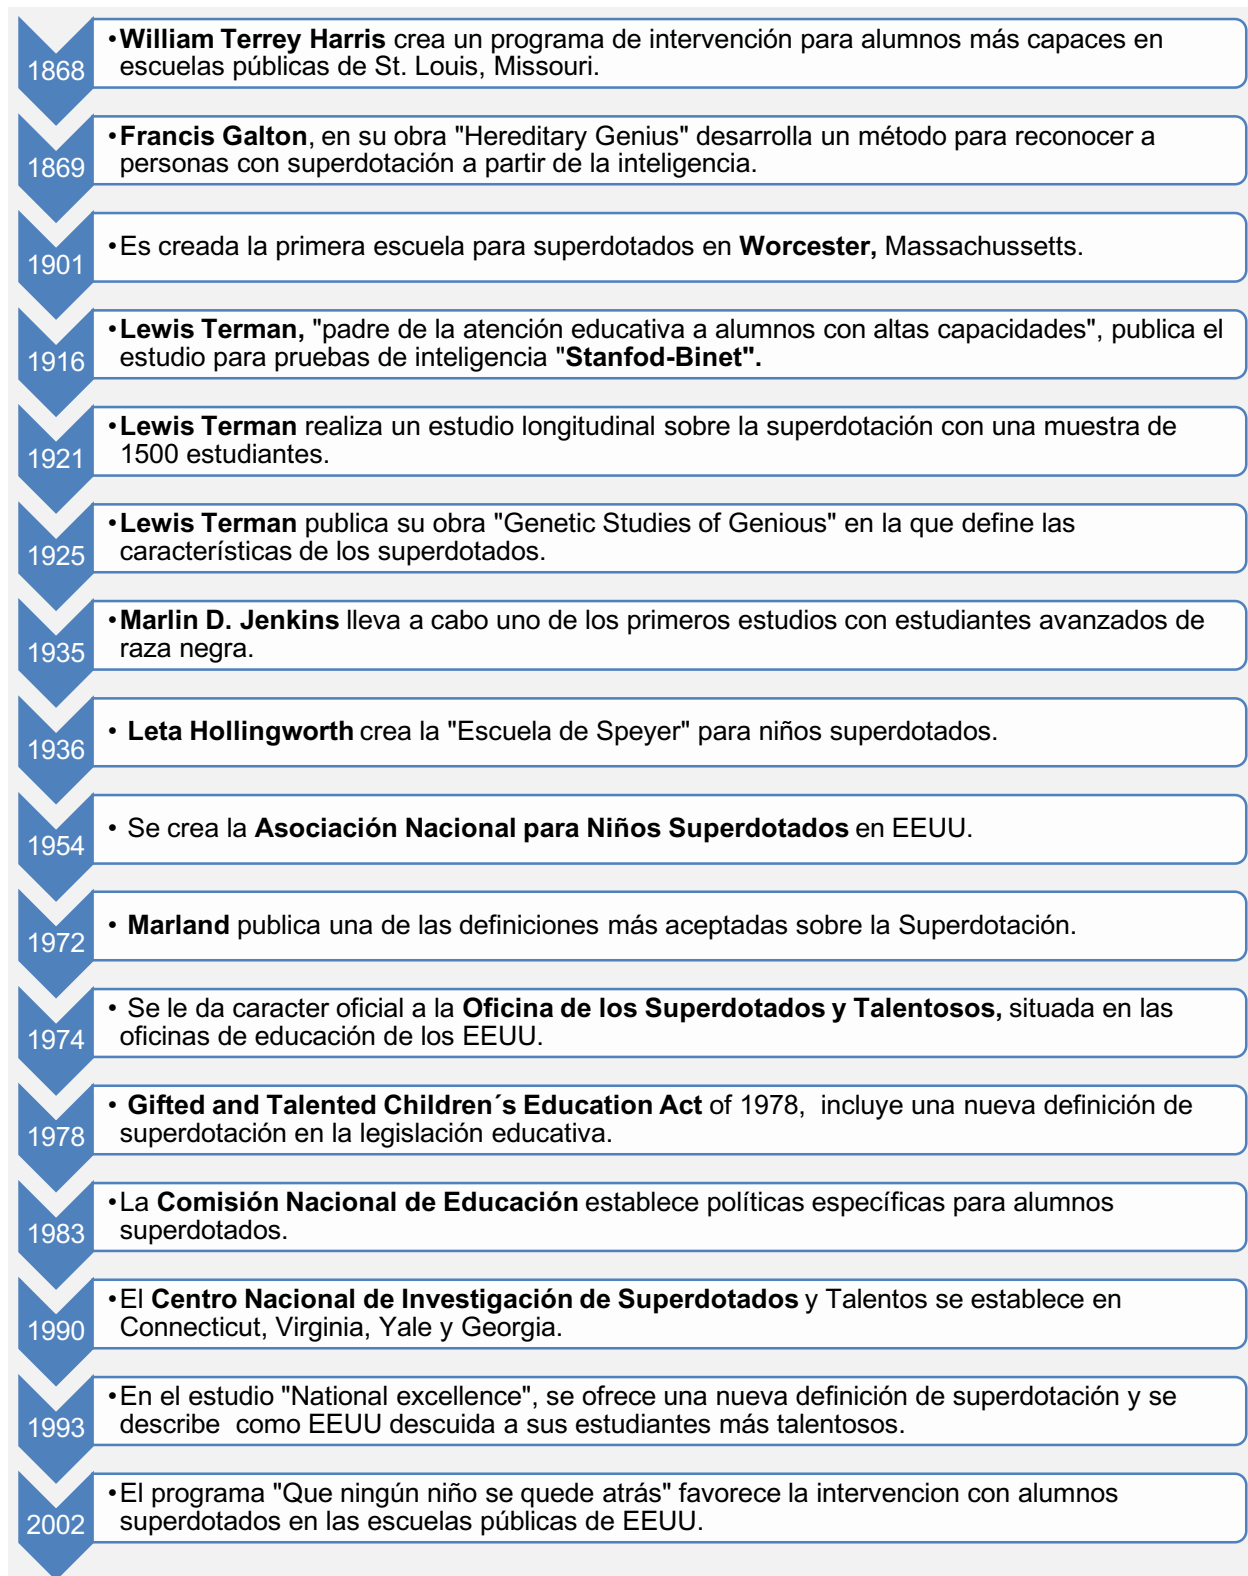 1868
•William Terrey Harris crea un programa de intervención para alumnos más capaces en
escuelas públicas de St. Louis, Missouri.
1869
•Francis Galton, en su obra "Hereditary Genius" desarrolla un método para reconocer a
personas con superdotación a partir de la inteligencia.
1901
•Es creada la primera escuela para superdotados en Worcester, Massachussetts.
1916
•Lewis Terman, "padre de la atención educativa a alumnos con altas capacidades", publica el
estudio para pruebas de inteligencia "Stanfod-Binet".
1921
•Lewis Terman realiza un estudio longitudinal sobre la superdotación con una muestra de
1500 estudiantes.
1925
•Lewis Terman publica su obra "Genetic Studies of Genious" en la que define las
características de los superdotados.
1935
•Marlin D. Jenkins lleva a cabo uno de los primeros estudios con estudiantes avanzados de
raza negra.
1936
• Leta Hollingworth crea la "Escuela de Speyer" para niños superdotados.
1954
• Se crea la Asociación Nacional para Niños Superdotados en EEUU.
1972
• Marland publica una de las definiciones más aceptadas sobre la Superdotación.
1974
• Se le da caracter oficial a la Oficina de los Superdotados y Talentosos, situada en las
oficinas de educación de los EEUU.
1978
• Gifted and Talented Children´s Education Act of 1978, incluye una nueva definición de
superdotación en la legislación educativa.
1983
•La Comisión Nacional de Educación establece políticas específicas para alumnos
superdotados.
1990
•El Centro Nacional de Investigación de Superdotados y Talentos se establece en
Connecticut, Virginia, Yale y Georgia.
1993
•En el estudio "National excellence", se ofrece una nueva definición de superdotación y se
describe como EEUU descuida a sus estudiantes más talentosos.
2002
•El programa "Que ningún niño se quede atrás" favorece la intervencion con alumnos
superdotados en las escuelas públicas de EEUU.